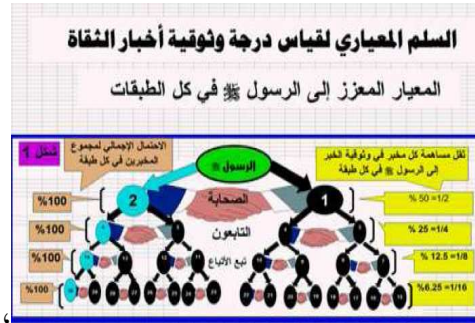 السلم المعياري لقياس درجة وثوقية أخبار الثقاة
المعيار المعزز إلى الرسول ﷺ في كل الطبقات
شكل 1
الاحتمال الإجمالي لمجموع
المخبرين في كل طبقة
الرسول ﷺ
ثقل مساهمة كل مخبر في وثوقية الخبر
إلى الرسول ﷺ في كل طبقة
%100
2
الصحابة
1
% 50 =1/2
%100
التابعون
% 25 =1/4
%100
تبع الأتباع
% 12.5 =1/8
%100
%6.25 =1/16